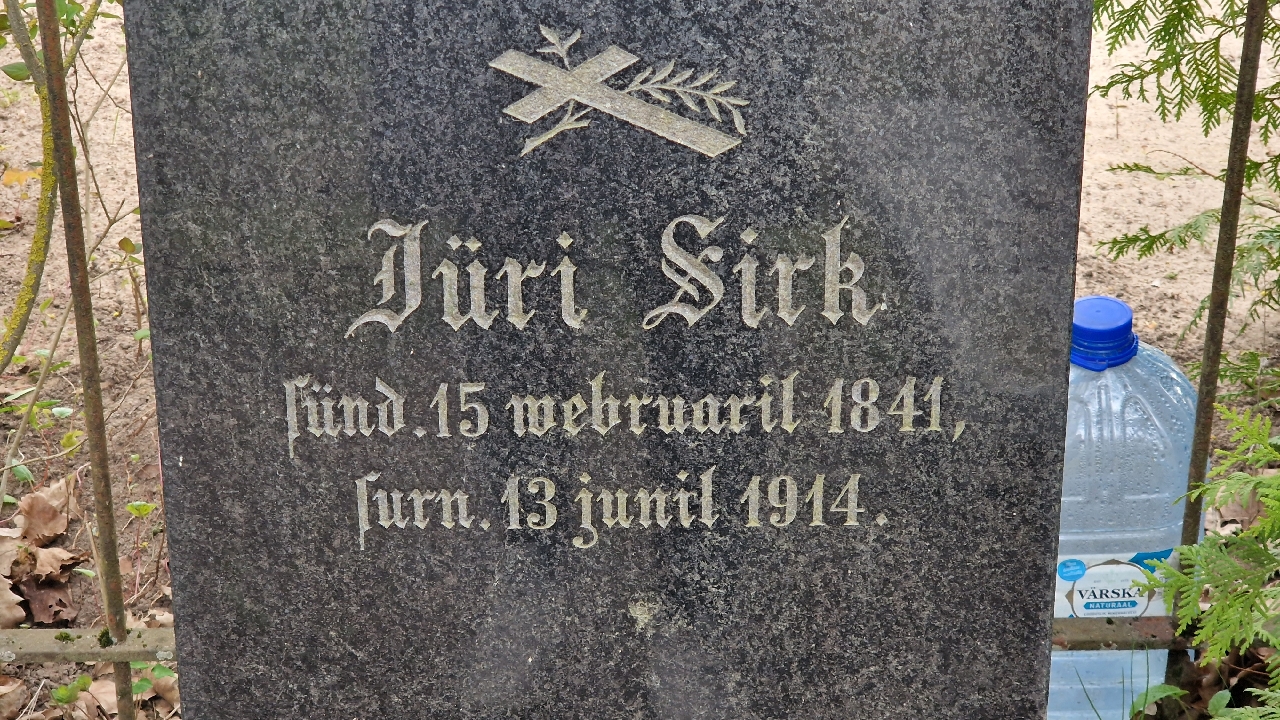 Jüri Sirk
sünd. 15 webruaril 1841,
surn. 13 junil 1914.
VÄRSKA
NATURAAL